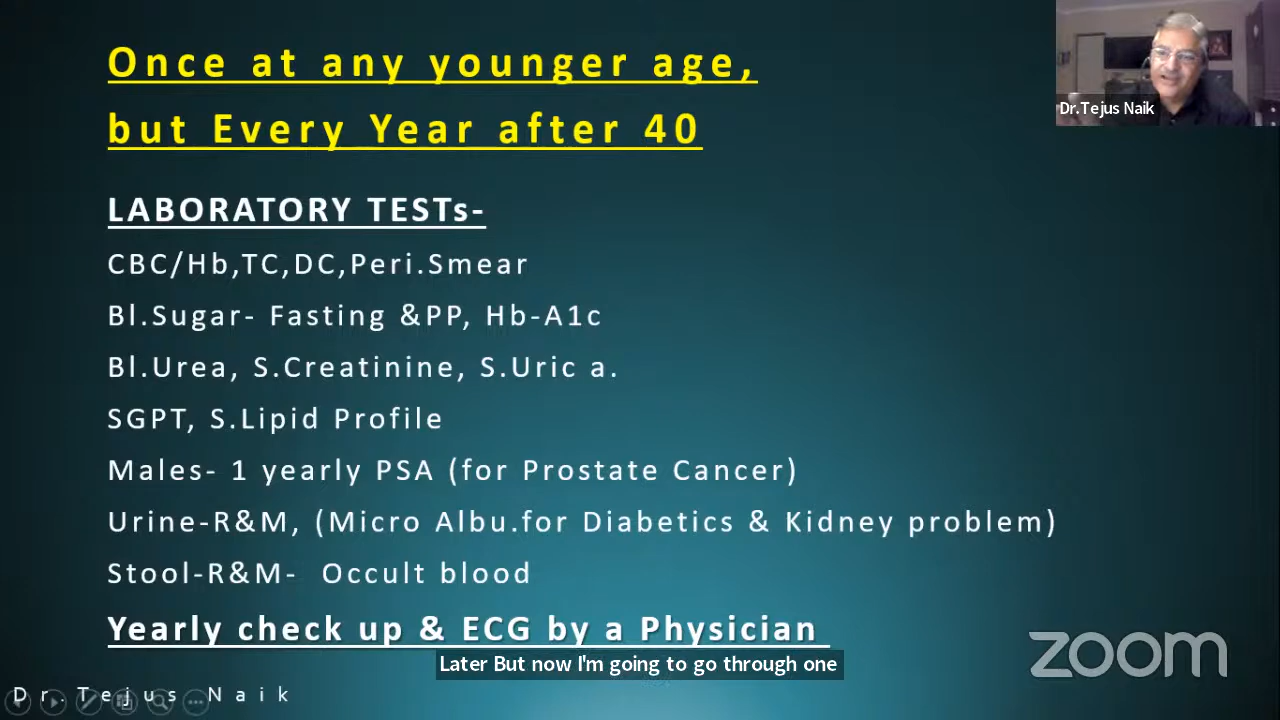 Once at any younger age,
but Every Year after 40
Dr.Tejus Naik
LABORATORY TESTs-
CBC/Hb,TC,DC,Peri.Smear
Bl.Sugar- Fasting &PP, Hb-A1c
Bl.Urea, S.Creatinine, S.Uric a.
SGPT, S.Lipid Profile
Males- 1 yearly PSA (for Prostate Cancer)
Urine-R&M, (Micro Albu.for Diabetics & Kidney problem)
Stool-R&M- Occult blood
Yearly check up & ECG by a Physician
Later But now I'm going to go through one
zoom
Dr.Tejus Naik